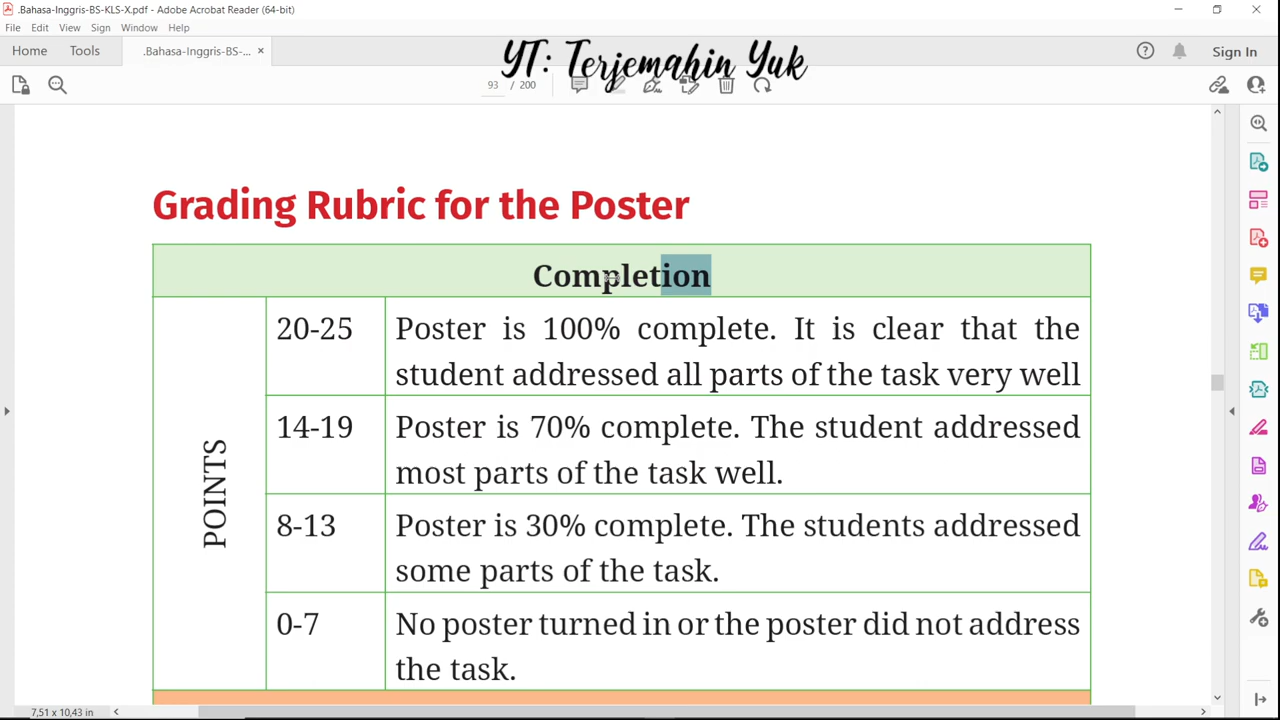 .Bahasa-Inggris-BS-KLS-X.pdf - Adobe Acrobat Reader (64-bit)
File Edit View Sign Window Help
Home Tools .Bahasa-Inggris-BS-... × Sign In
YT: Terjemahin Yuk
93 / 200
Grading Rubric for the Poster
Completion
POINTS
20-25 Poster is 100% complete. It is clear that the
student addressed all parts of the task very well
14-19 Poster is 70% complete. The student addressed
most parts of the task well.
8-13 Poster is 30% complete. The students addressed
some parts of the task.
0-7 No poster turned in or the poster did not address
the task.
7,51 x 10,43 in